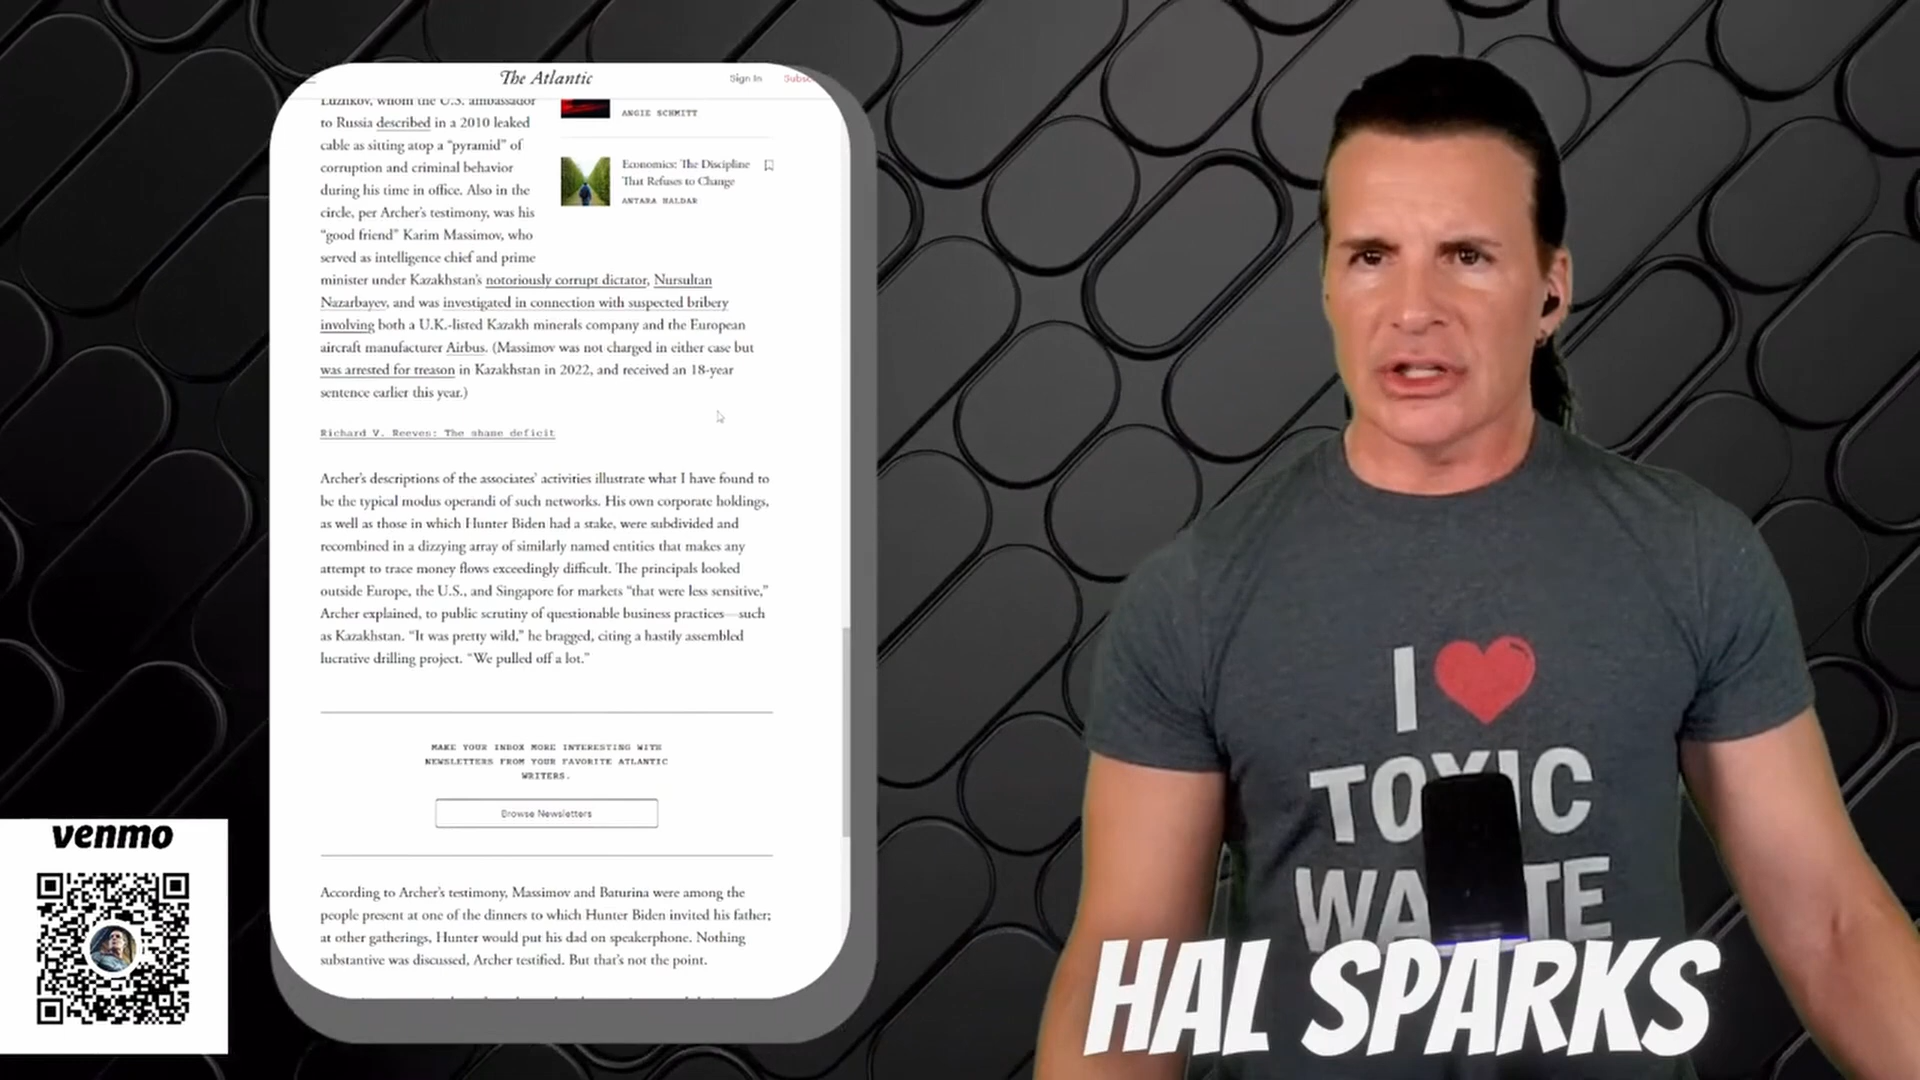 The Atlantic
Sign In
Luzhkov, whom the U.S. ambassador
to Russia described in a 2010 leaked
cable as sitting atop a “pyramid” of
corruption and criminal behavior
during his time in office. Also in the
circle, per Archer’s testimony, was his
“good friend” Karim Massimov, who
served as intelligence chief and prime
minister under Kazakhstan’s notoriously corrupt dictator, Nursultan
Nazarbayev, and was investigated in connection with suspected bribery
involving both a U.K.-listed Kazakh minerals company and the European
aircraft manufacturer Airbus. (Massimov was not charged in either case but
was arrested for treason in Kazakhstan in 2022, and received an 18-year
sentence earlier this year.)
ANGIE SCHMITT
Economics: The Discipline
That Refuses to Change
ANTARA HALDAR
Richard V. Reeves: The shame deficit
Archer’s descriptions of the associates’ activities illustrate what I have found to
be the typical modus operandi of such networks. His own corporate holdings,
as well as those in which Hunter Biden had a stake, were subdivided and
recombined in a dizzying array of similarly named entities that makes any
attempt to trace money flows exceedingly difficult. The principals looked
outside Europe, the U.S., and Singapore for markets “that were less sensitive,”
Archer explained, to public scrutiny of questionable business practices—such
as Kazakhstan. “It was pretty wild,” he bragged, citing a hastily assembled
lucrative drilling project. “We pulled off a lot.”
MAKE YOUR INBOX MORE INTERESTING WITH
NEWSLETTERS FROM YOUR FAVORITE ATLANTIC
WRITERS.
Browse Newsletters
According to Archer’s testimony, Massimov and Baturina were among the
people present at one of the dinners to which Hunter Biden invited his father;
at other gatherings, Hunter would put his dad on speakerphone. Nothing
substantive was discussed, Archer testified. But that’s not the point.
venmo
I
TOXIC
WA TE
HAL SPARKS